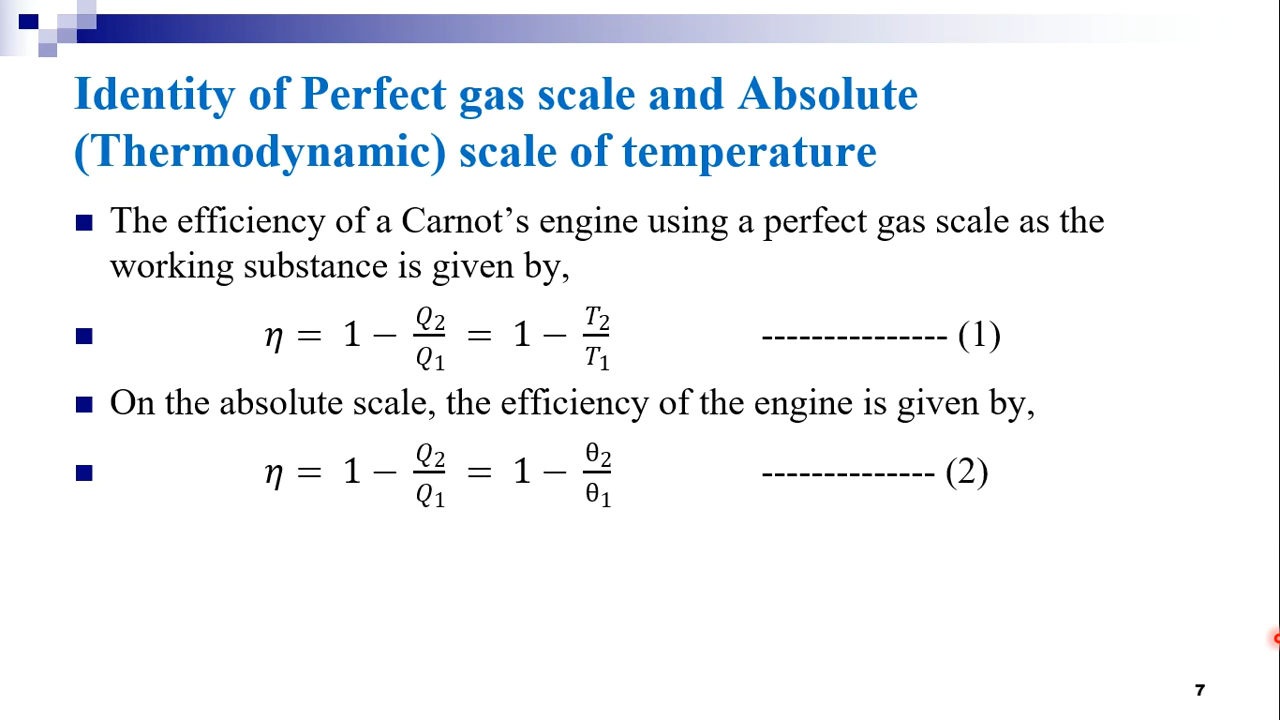 Identity of Perfect gas scale and Absolute
(Thermodynamic) scale of temperature
■ The efficiency of a Carnot’s engine using a perfect gas scale as the
working substance is given by,
■ η = 1 − Q₂/Q₁ = 1 − T₂/T₁ --------------- (1)
■ On the absolute scale, the efficiency of the engine is given by,
■ η = 1 − Q₂/Q₁ = 1 − θ₂/θ₁ -------------- (2)
7